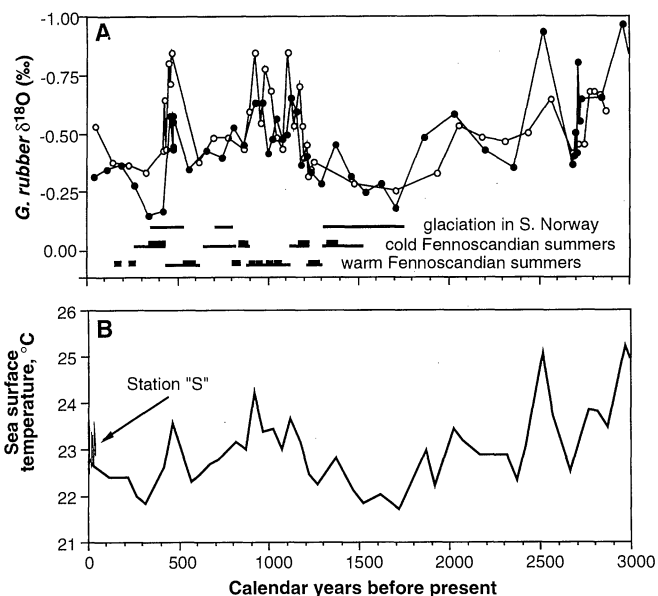 A
-1.00
-0.75
-0.50
-0.25
0.00
G. rubber δ18O (‰)
glaciation in S. Norway
cold Fennoscandian summers
warm Fennoscandian summers
B
26
25
24
23
22
21
Sea surface
temperature, °C
Station "S"
0 500 1000 1500 2000 2500 3000
Calendar years before present